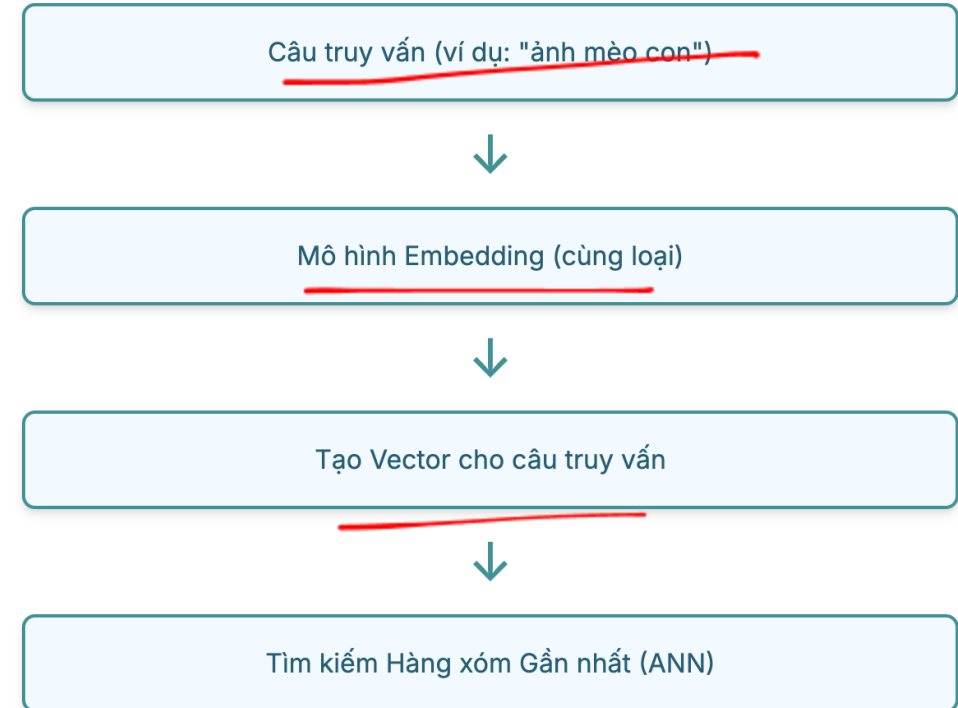 Câu truy vấn (ví dụ: "ảnh mèo con")
Mô hình Embedding (cùng loại)
Tạo Vector cho câu truy vấn
Tìm kiếm Hàng xóm Gần nhất (ANN)